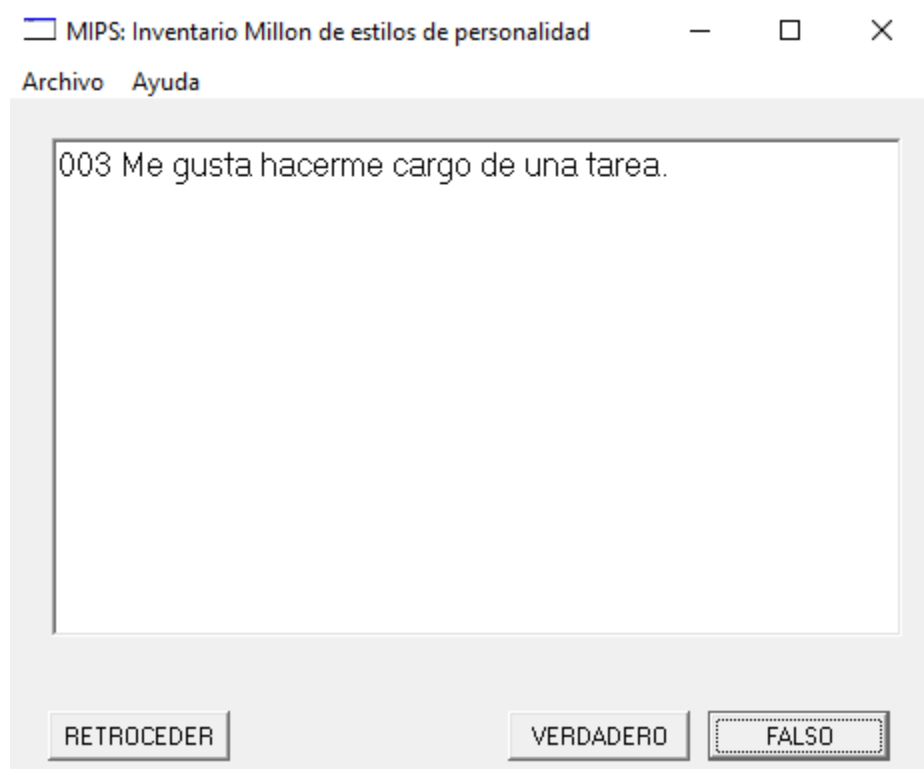 MIPS: Inventario Millon de estilos de personalidad
Archivo Ayuda
003 Me gusta hacerme cargo de una tarea.
RETROCEDER VERDADERO FALSO